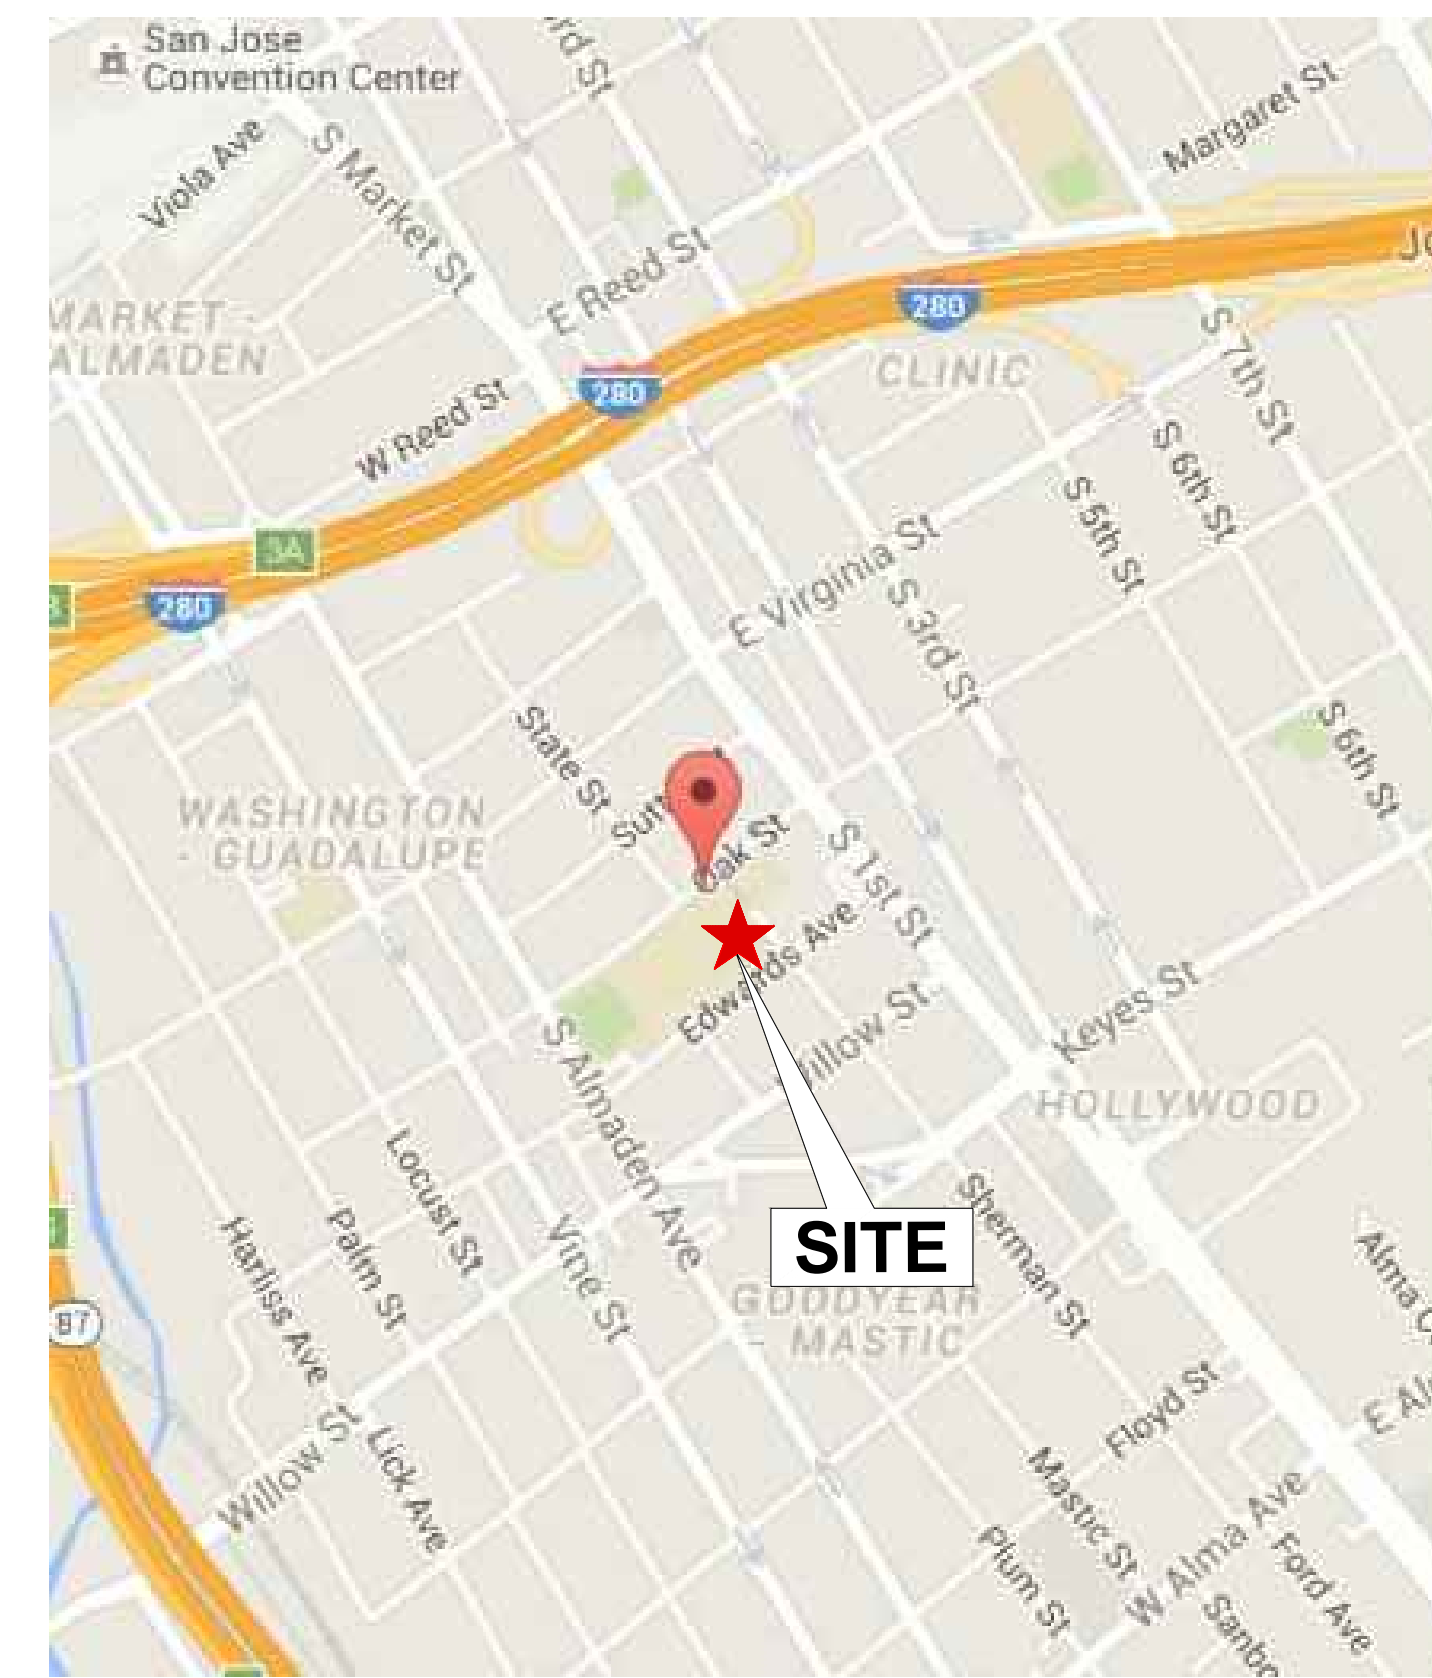 San Jose
Convention Center
Viola Ave
S Market St
Margaret St
E Reed St
280
S 7th St
MARKET -
ALMADEN
CLINIC
280
W Reed St
S 6th St
S 5th St
3A
E Virginia St
280
S 3rd St
State St
S 6th St
WASHINGTON
- GUADALUPE
Oak St
S 1st St
Edwards Ave
Keyes St
S Almaden Ave
HOLLYWOOD
Locust St
Sherman St
Palm St
Harliss Ave
Vine St
SITE
Alma
GOODYEAR
- MASTIC
87
Floyd St
Willow St
Lick Ave
Mastic St
W Alma Ave
Plum St
Ford Ave